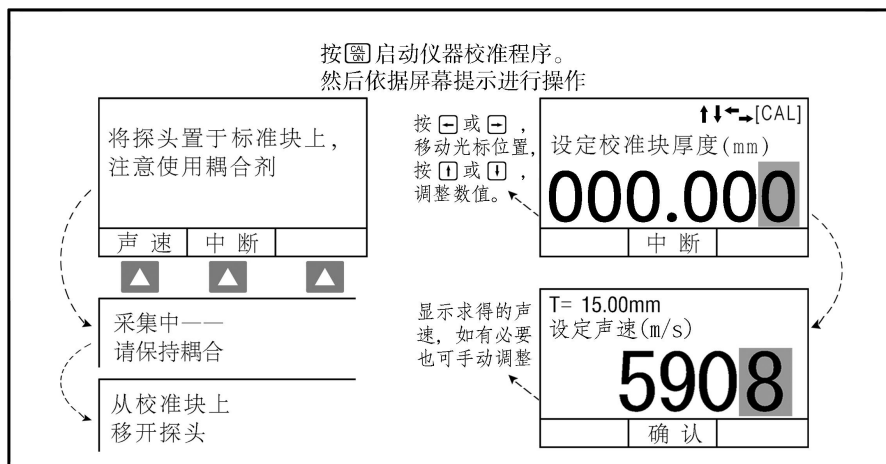 按CAL ON启动仪器校准程序。
然后依据屏幕提示进行操作
将探头置于标准块上，
注意使用耦合剂
声 速 中 断
采集中——
请保持耦合
从校准块上
移开探头
按←或→，
移动光标位置，
按↑或↓，
调整数值。
↑↓←→[CAL]
设定校准块厚度(mm)
000.000
中 断
显示求得的声
速，如有必要
也可手动调整
T= 15.00mm
设定声速(m/s)
5908
确 认